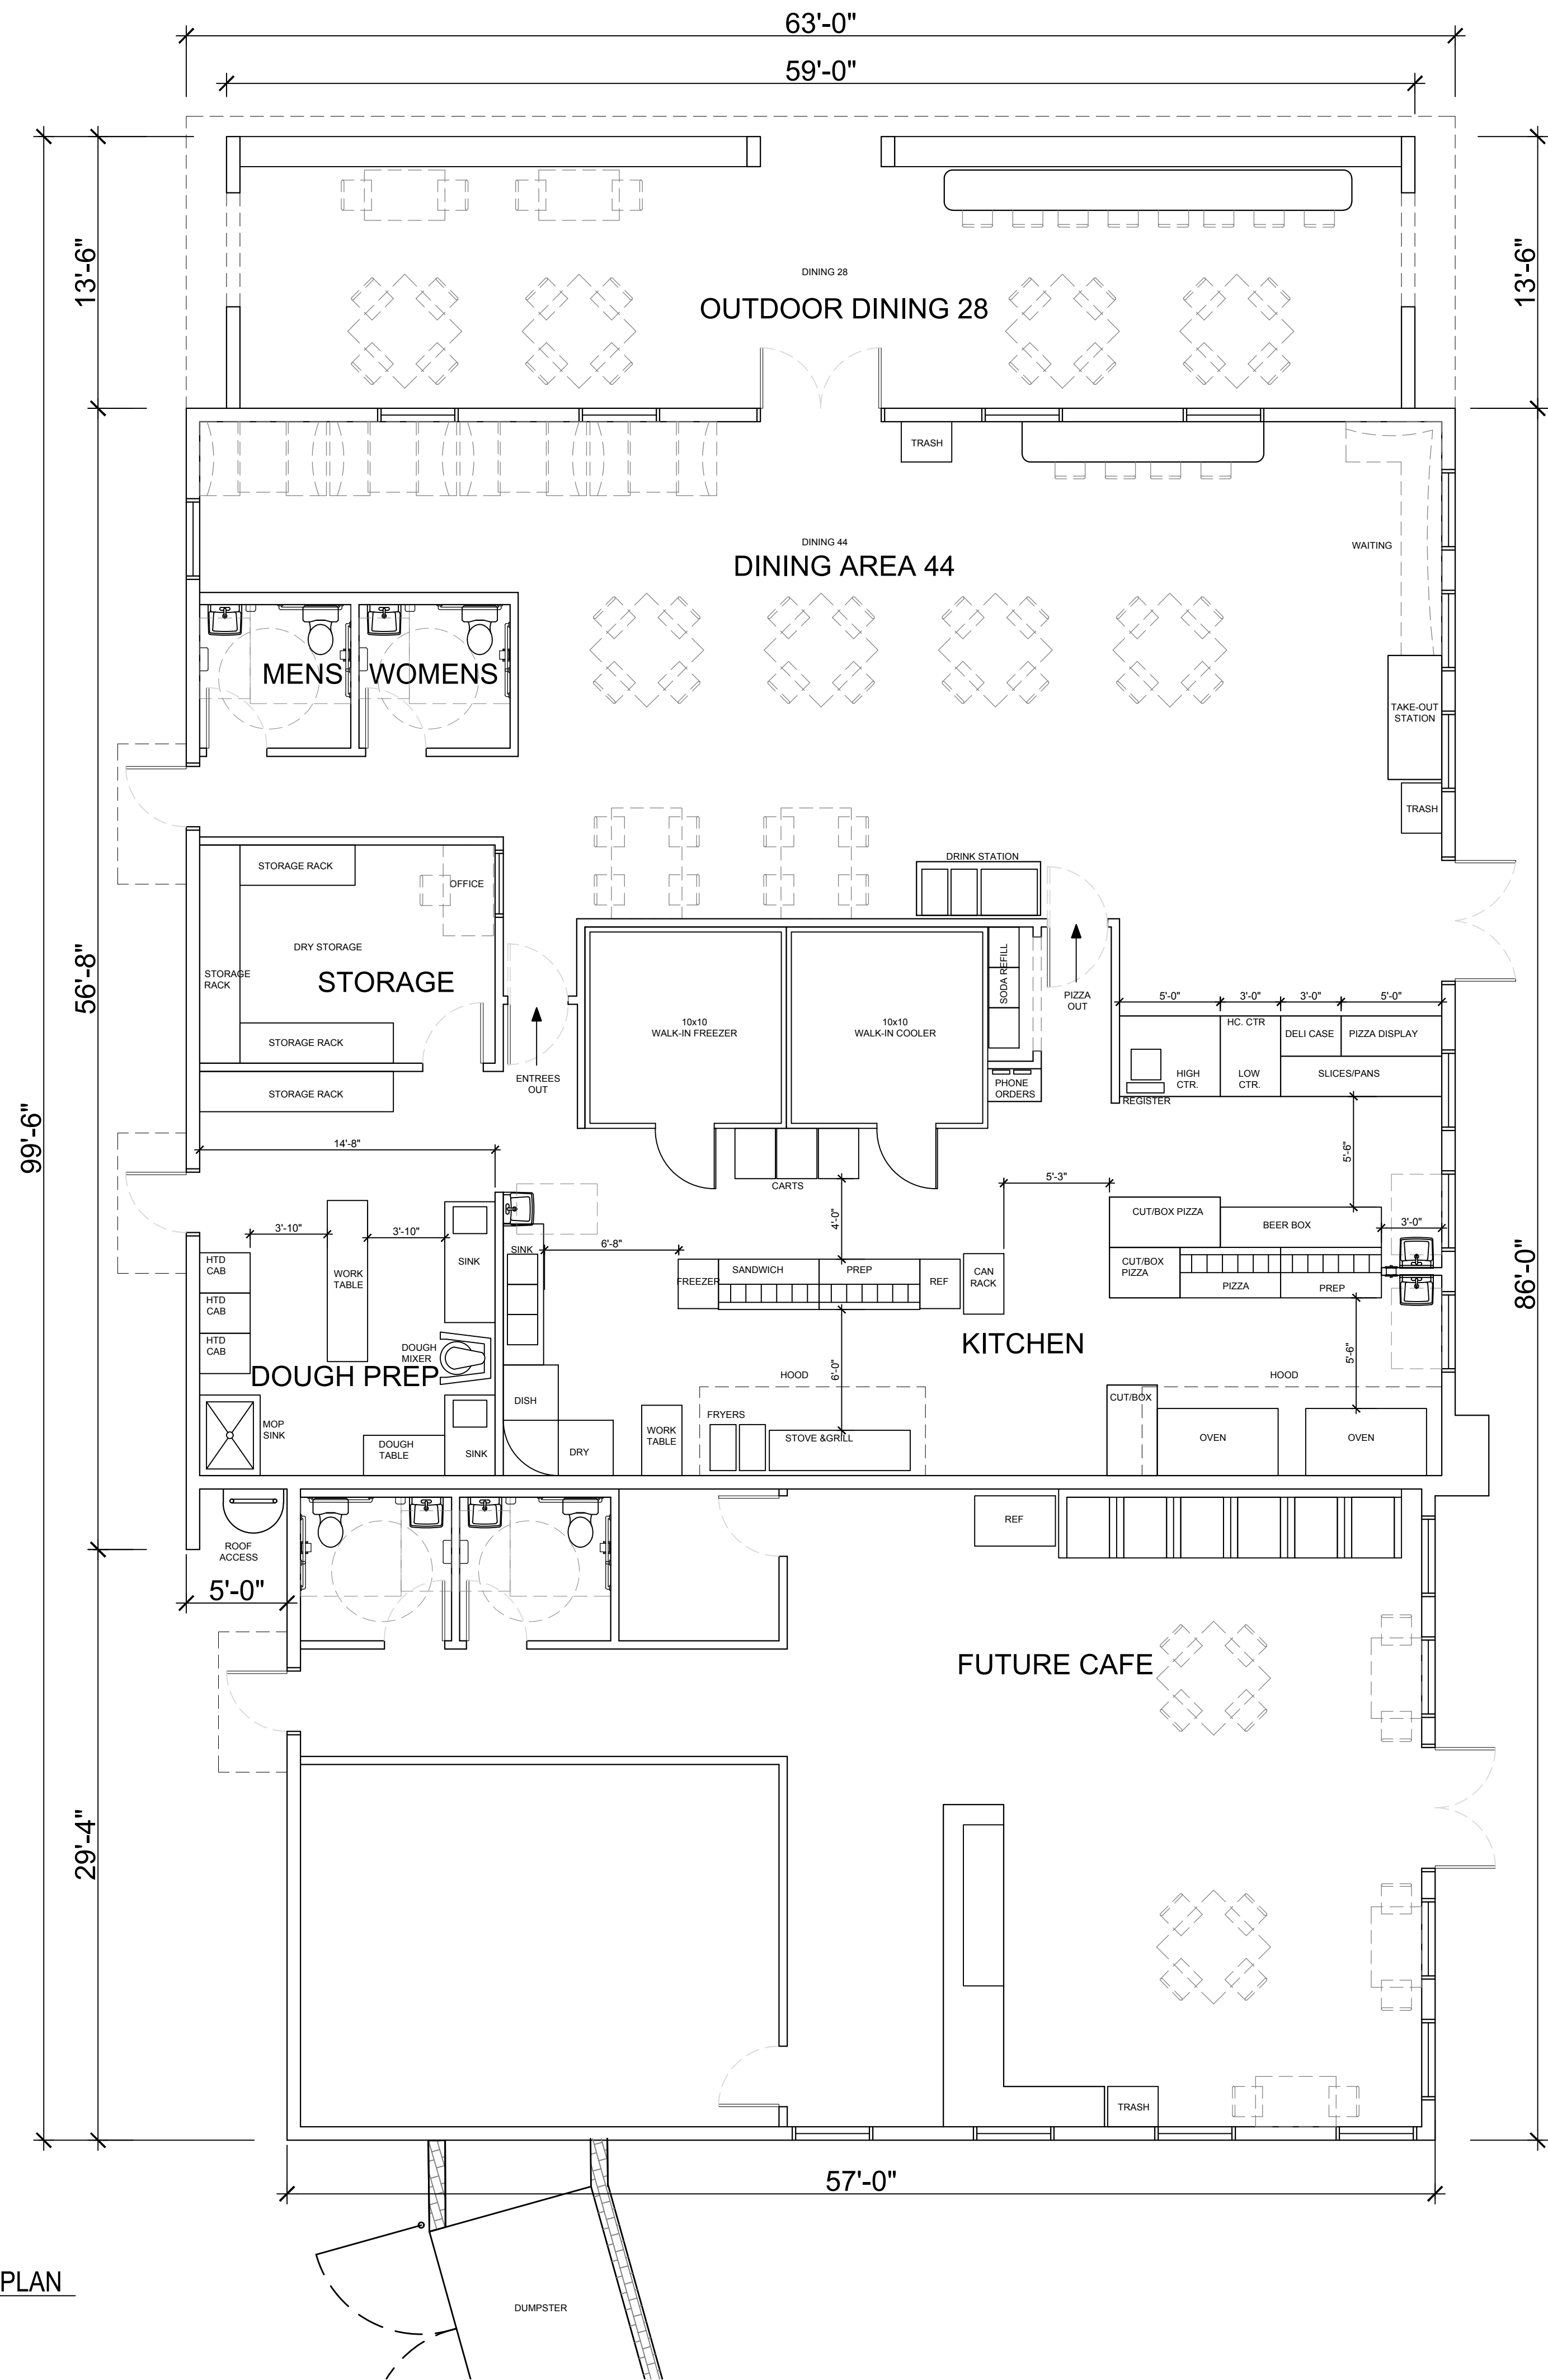 63'-0"
59'-0"
13'-6"
13'-6"
DINING 28
OUTDOOR DINING 28
TRASH
DINING 44
DINING AREA 44
WAITING
MENS
WOMENS
TAKE-OUT
STATION
TRASH
STORAGE RACK
OFFICE
DRINK STATION
DRY STORAGE
STORAGE
STORAGE
RACK
STORAGE RACK
STORAGE RACK
56'-8"
99'-6"
86'-0"
ENTREES
OUT
10x10
WALK-IN FREEZER
10x10
WALK-IN COOLER
SODA REFILL
PHONE
ORDERS
PIZZA
OUT
5'-0"
3'-0"
3'-0"
5'-0"
HC. CTR
DELI CASE
PIZZA DISPLAY
HIGH
CTR.
LOW
CTR.
SLICES/PANS
REGISTER
14'-8"
CARTS
5'-6"
5'-3"
4'-0"
3'-10"
3'-10"
6'-8"
CUT/BOX PIZZA
BEER BOX
3'-0"
HTD
CAB
HTD
CAB
HTD
CAB
WORK
TABLE
SINK
SINK
FREEZER
SANDWICH
PREP
REF
CAN
RACK
CUT/BOX
PIZZA
PIZZA
PREP
DOUGH
MIXER
DOUGH PREP
KITCHEN
6'-0"
5'-6"
HOOD
HOOD
MOP
SINK
DOUGH
TABLE
SINK
DISH
DRY
WORK
TABLE
FRYERS
STOVE &GRILL
CUT/BOX
OVEN
OVEN
ROOF
ACCESS
5'-0"
REF
FUTURE CAFE
29'-4"
TRASH
57'-0"
PLAN
DUMPSTER